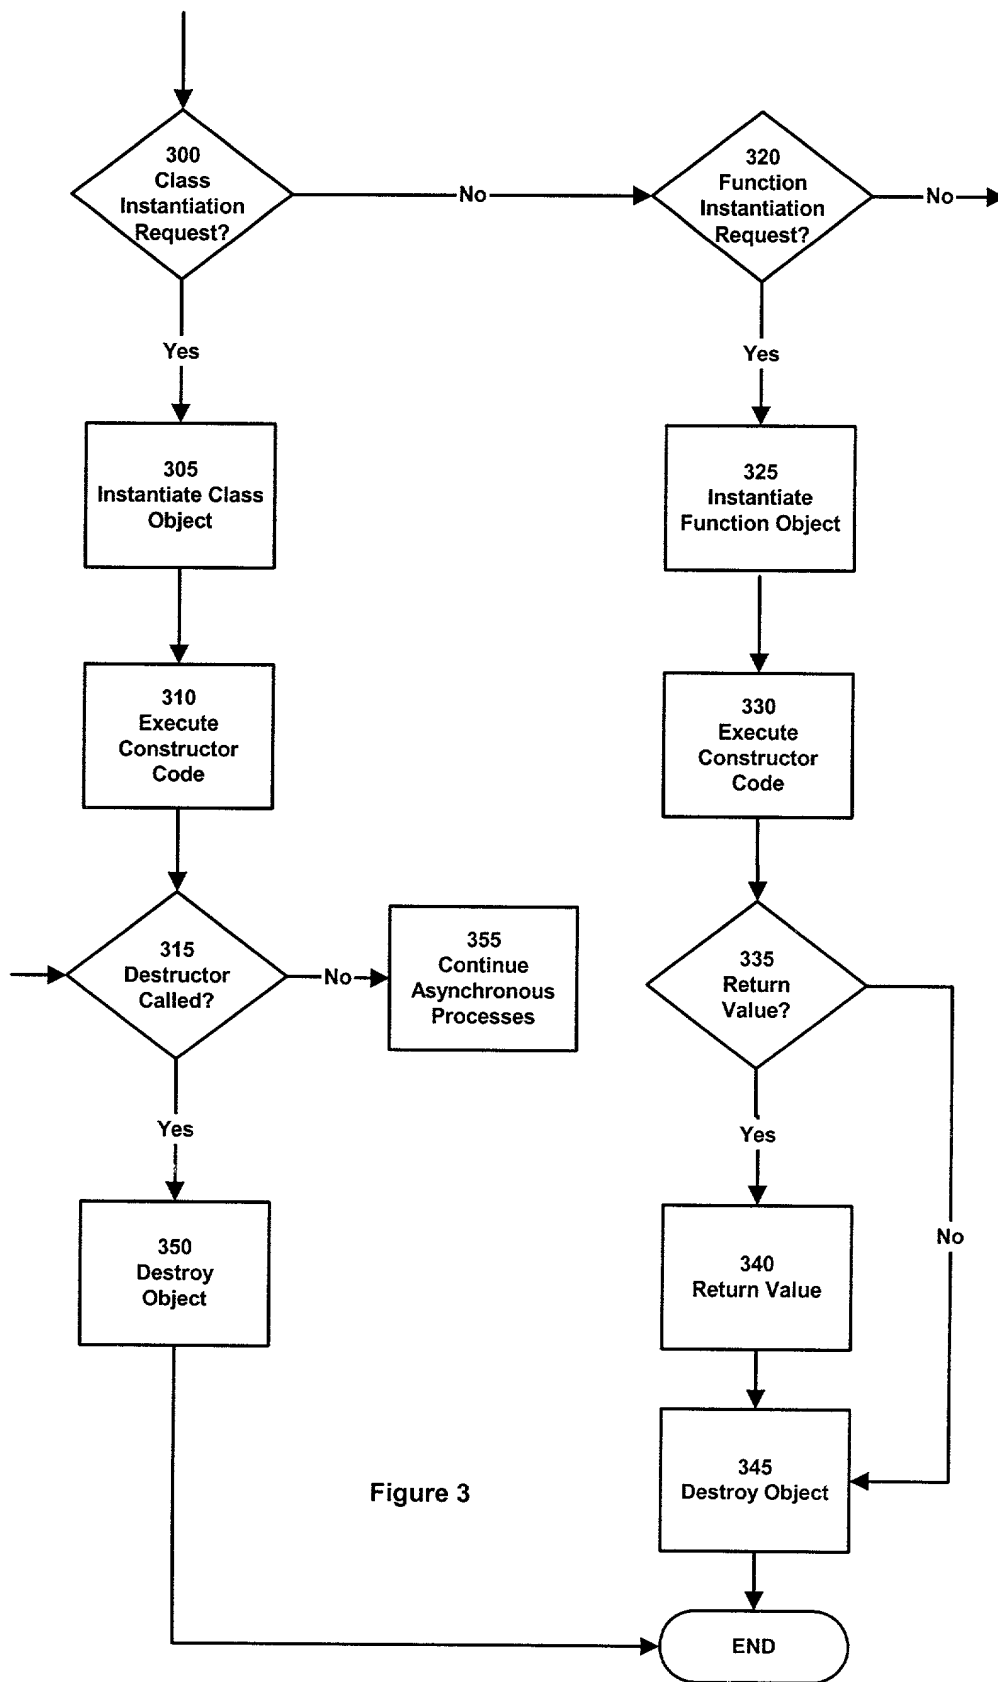 300
Class
Instantiation
Request?
No
320
Function
Instantiation
Request?
No
Yes
Yes
305
Instantiate Class
Object
325
Instantiate
Function Object
310
Execute
Constructor
Code
330
Execute
Constructor
Code
315
Destructor
Called?
No
355
Continue
Asynchronous
Processes
335
Return
Value?
Yes
Yes
No
350
Destroy
Object
340
Return Value
345
Destroy Object
Figure 3
END